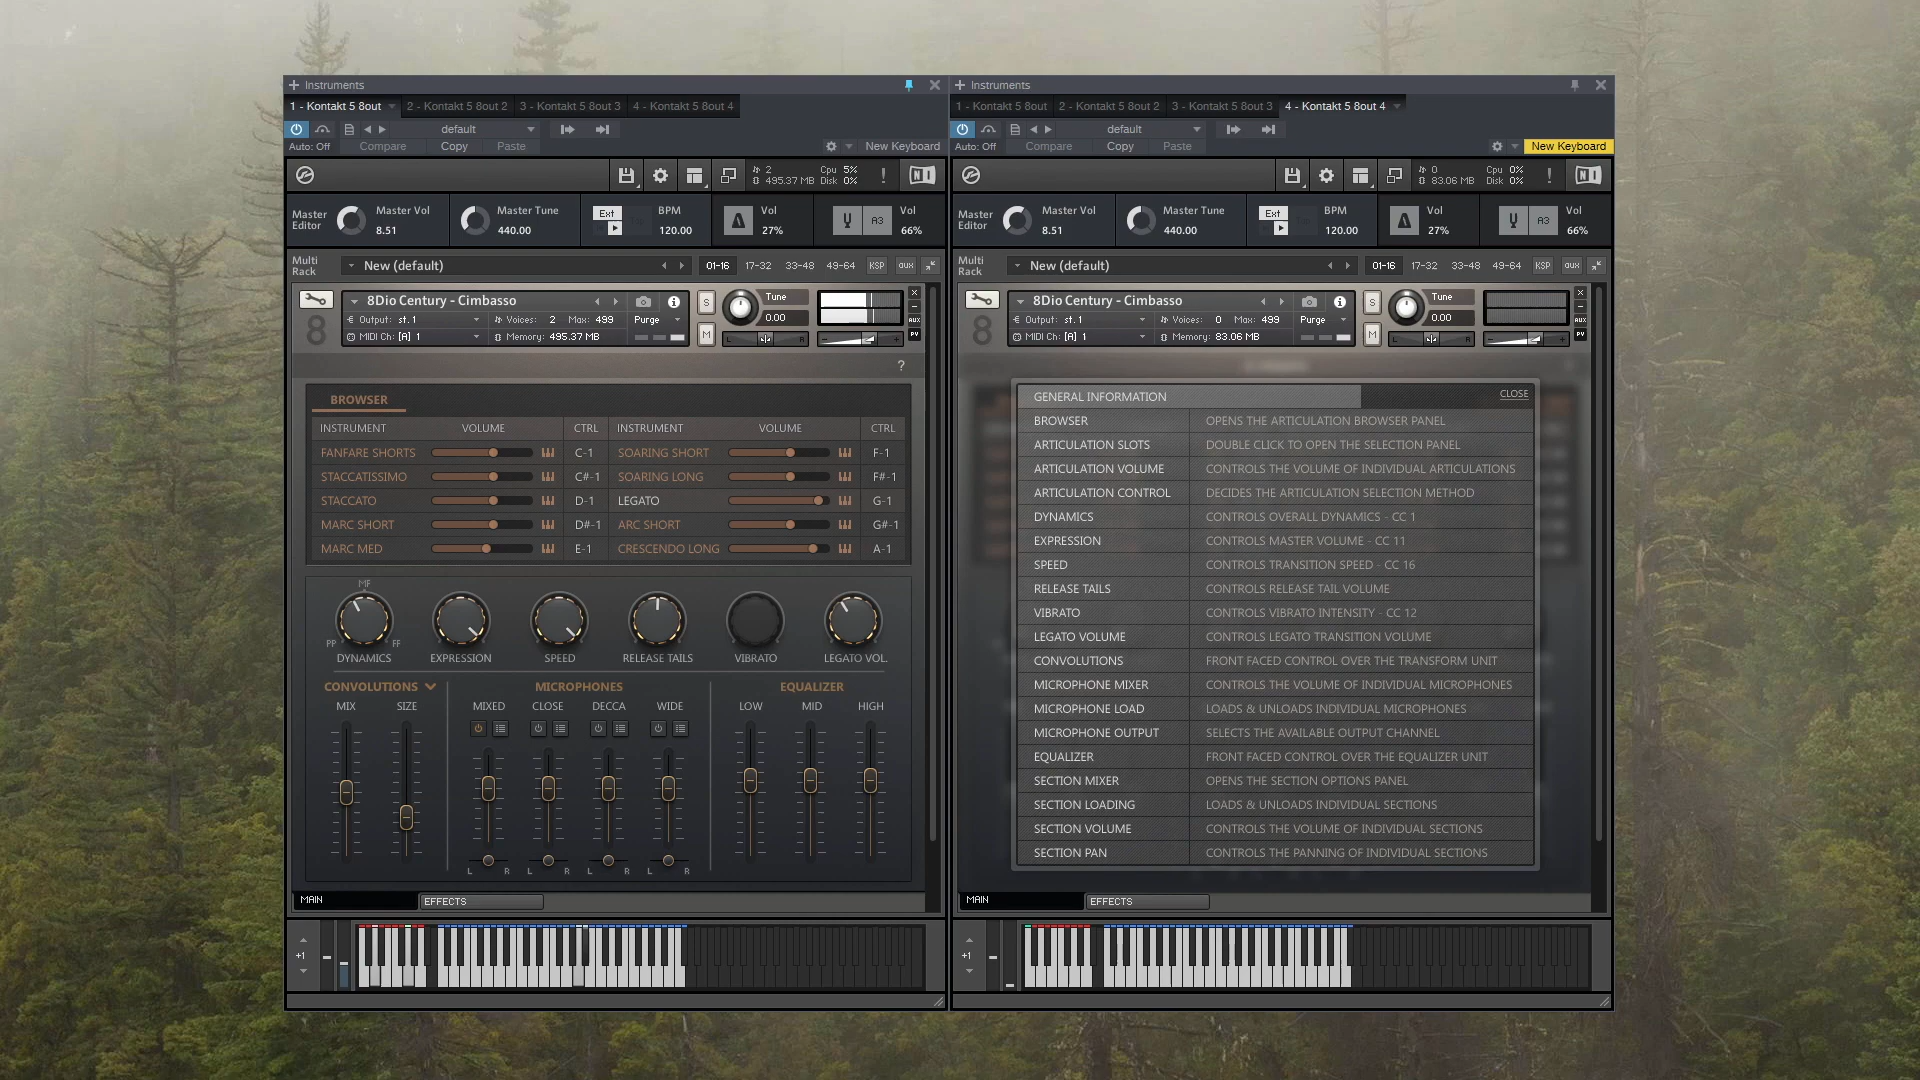 Instruments
1 - Kontakt 5 8out
2 - Kontakt 5 8out 2
3 - Kontakt 5 8out 3
4 - Kontakt 5 8out 4
default
Auto: Off
Compare
Copy
Paste
New Keyboard
2
495.37 MB
Cpu 5%
Disk 0%
!
NI
Master Editor
Master Vol
8.51
Master Tune
440.00
Ext
BPM
120.00
Vol
27%
A3
Vol
66%
Multi Rack
New (default)
01-16
17-32
33-48
49-64
KSP
aux
8
8Dio Century - Cimbasso
Output: st. 1
Voices: 2 Max: 499
Purge
MIDI Ch: [A] 1
Memory: 495.37 MB
S
M
Tune
0.00
L R
AUX
PV
?
BROWSER
INSTRUMENT VOLUME CTRL INSTRUMENT VOLUME CTRL
FANFARE SHORTS C-1 SOARING SHORT F-1
STACCATISSIMO C#-1 SOARING LONG F#-1
STACCATO D-1 LEGATO G-1
MARC SHORT D#-1 ARC SHORT G#-1
MARC MED E-1 CRESCENDO LONG A-1
MF
PP FF
DYNAMICS EXPRESSION SPEED RELEASE TAILS VIBRATO LEGATO VOL.
CONVOLUTIONS MICROPHONES EQUALIZER
MIX SIZE MIXED CLOSE DECCA WIDE LOW MID HIGH
L R L R L R L R
MAIN
EFFECTS
+1
Instruments
1 - Kontakt 5 8out
2 - Kontakt 5 8out 2
3 - Kontakt 5 8out 3
4 - Kontakt 5 8out 4
default
Auto: Off
Compare
Copy
Paste
New Keyboard
0
83.06 MB
Cpu 0%
Disk 0%
!
NI
Master Editor
Master Vol
8.51
Master Tune
440.00
Ext
BPM
120.00
Vol
27%
A3
Vol
66%
Multi Rack
New (default)
01-16
17-32
33-48
49-64
KSP
aux
8
8Dio Century - Cimbasso
Output: st. 1
Voices: 0 Max: 499
Purge
MIDI Ch: [A] 1
Memory: 83.06 MB
S
M
Tune
0.00
L R
AUX
PV
GENERAL INFORMATION CLOSE
BROWSER OPENS THE ARTICULATION BROWSER PANEL
ARTICULATION SLOTS DOUBLE CLICK TO OPEN THE SELECTION PANEL
ARTICULATION VOLUME CONTROLS THE VOLUME OF INDIVIDUAL ARTICULATIONS
ARTICULATION CONTROL DECIDES THE ARTICULATION SELECTION METHOD
DYNAMICS CONTROLS OVERALL DYNAMICS - CC 1
EXPRESSION CONTROLS MASTER VOLUME - CC 11
SPEED CONTROLS TRANSITION SPEED - CC 16
RELEASE TAILS CONTROLS RELEASE TAIL VOLUME
VIBRATO CONTROLS VIBRATO INTENSITY - CC 12
LEGATO VOLUME CONTROLS LEGATO TRANSITION VOLUME
CONVOLUTIONS FRONT FACED CONTROL OVER THE TRANSFORM UNIT
MICROPHONE MIXER CONTROLS THE VOLUME OF INDIVIDUAL MICROPHONES
MICROPHONE LOAD LOADS & UNLOADS INDIVIDUAL MICROPHONES
MICROPHONE OUTPUT SELECTS THE AVAILABLE OUTPUT CHANNEL
EQUALIZER FRONT FACED CONTROL OVER THE EQUALIZER UNIT
SECTION MIXER OPENS THE SECTION OPTIONS PANEL
SECTION LOADING LOADS & UNLOADS INDIVIDUAL SECTIONS
SECTION VOLUME CONTROLS THE VOLUME OF INDIVIDUAL SECTIONS
SECTION PAN CONTROLS THE PANNING OF INDIVIDUAL SECTIONS
MAIN
EFFECTS
+1